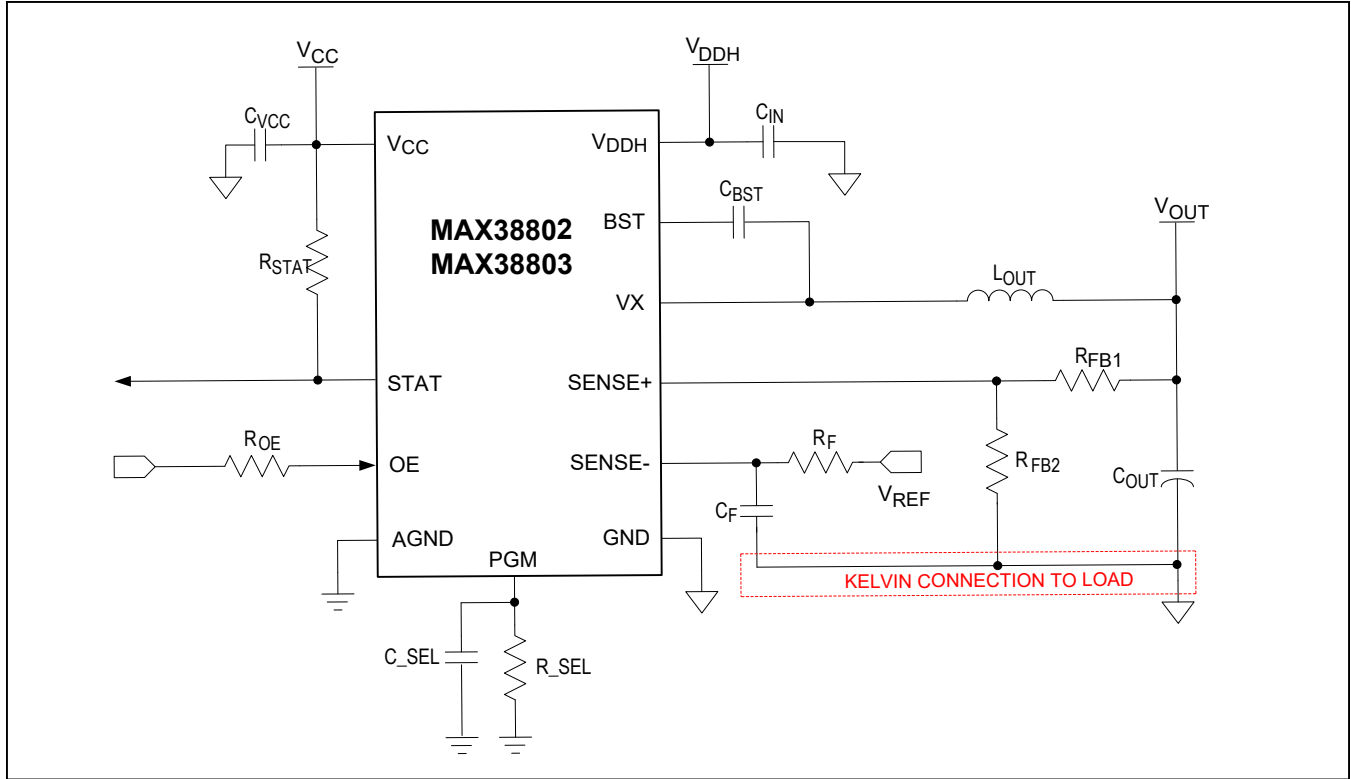 VCC
VDDH
CVCC
CIN
VCC
VDDH
CBST
BST
VOUT
MAX38802
MAX38803
RSTAT
LOUT
VX
RFB1
STAT
SENSE+
ROE
RF
OE
SENSE-
RFB2
COUT
VREF
CF
AGND
GND
PGM
KELVIN CONNECTION TO LOAD
C_SEL
R_SEL